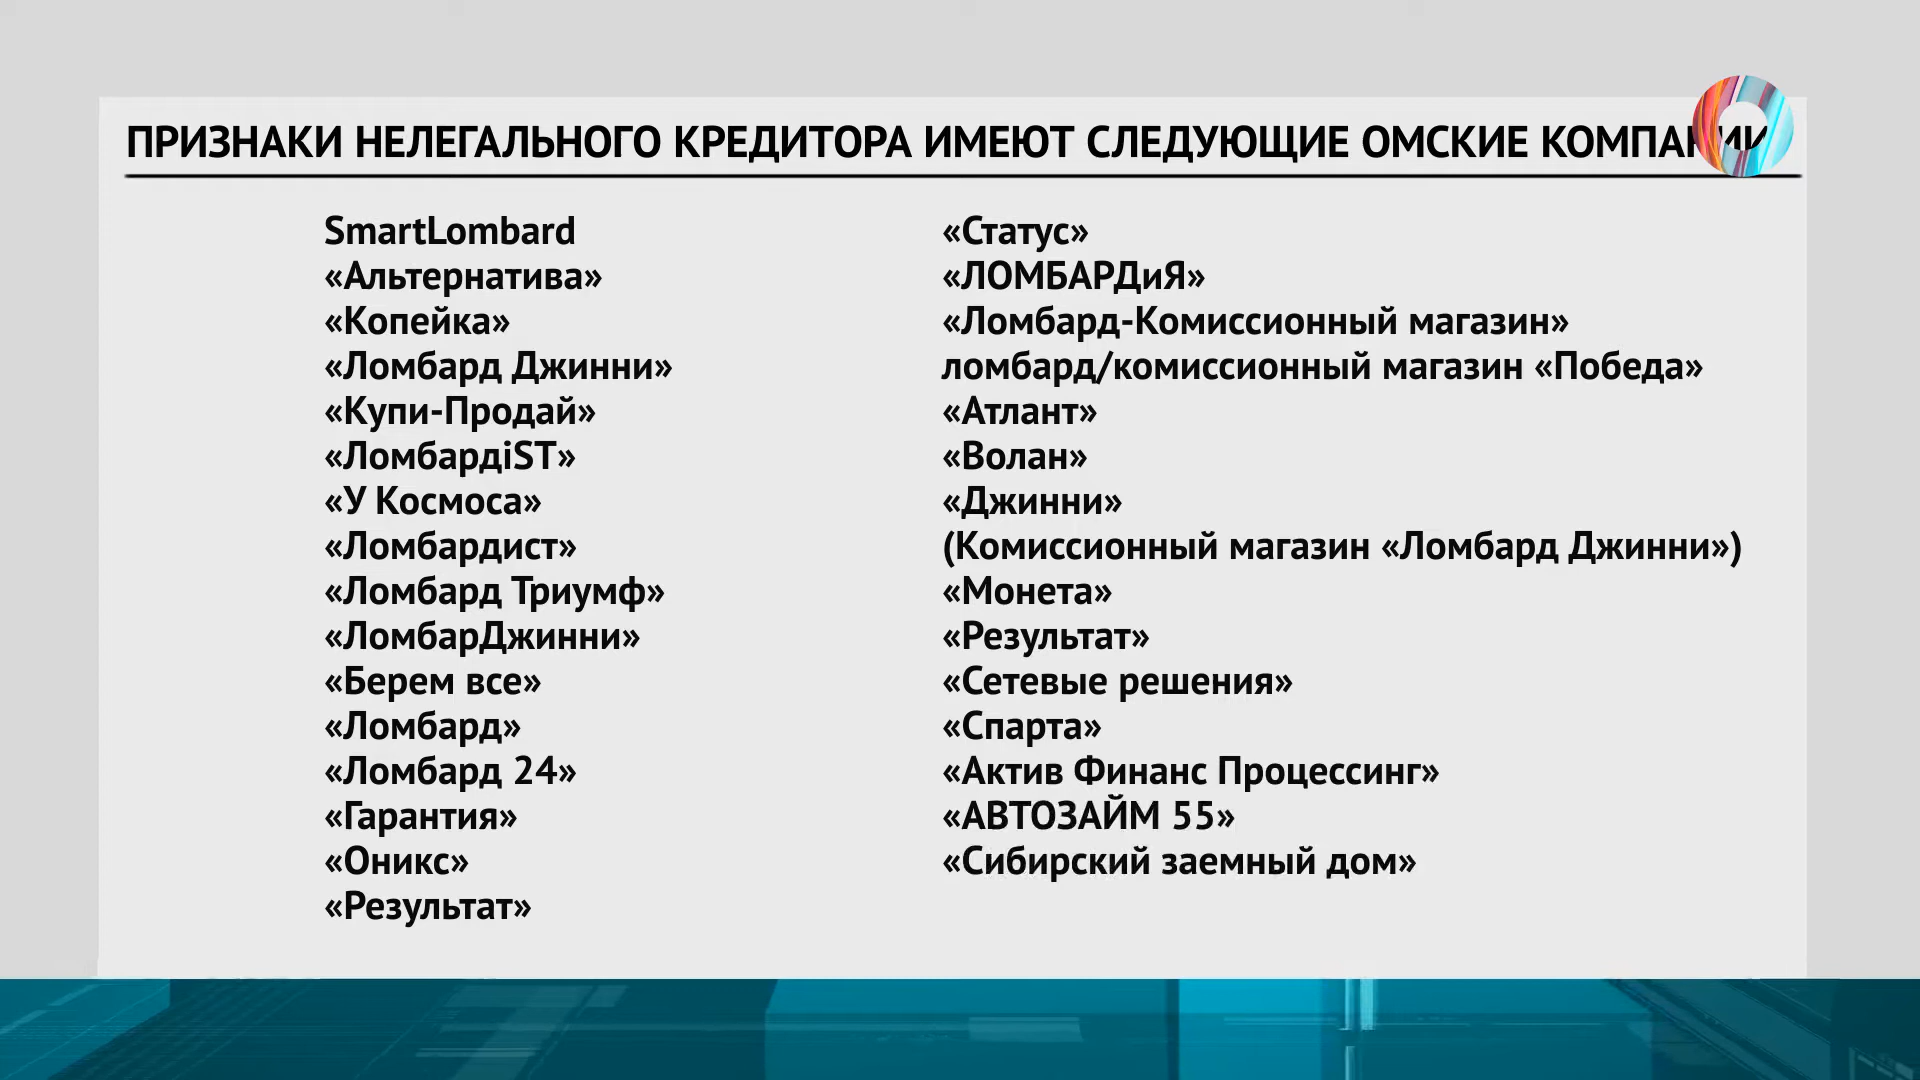 ПРИЗНАКИ НЕЛЕГАЛЬНОГО КРЕДИТОРА ИМЕЮТ СЛЕДУЮЩИЕ ОМСКИЕ КОМПАНИИ
SmartLombard
«Альтернатива»
«Копейка»
«Ломбард Джинни»
«Купи-Продай»
«ЛомбардiST»
«У Космоса»
«Ломбардист»
«Ломбард Триумф»
«ЛомбарДжинни»
«Берем все»
«Ломбард»
«Ломбард 24»
«Гарантия»
«Оникс»
«Результат»
«Статус»
«ЛОМБАРДиЯ»
«Ломбард-Комиссионный магазин»
ломбард/комиссионный магазин «Победа»
«Атлант»
«Волан»
«Джинни»
(Комиссионный магазин «Ломбард Джинни»)
«Монета»
«Результат»
«Сетевые решения»
«Спарта»
«Актив Финанс Процессинг»
«АВТОЗАЙМ 55»
«Сибирский заемный дом»